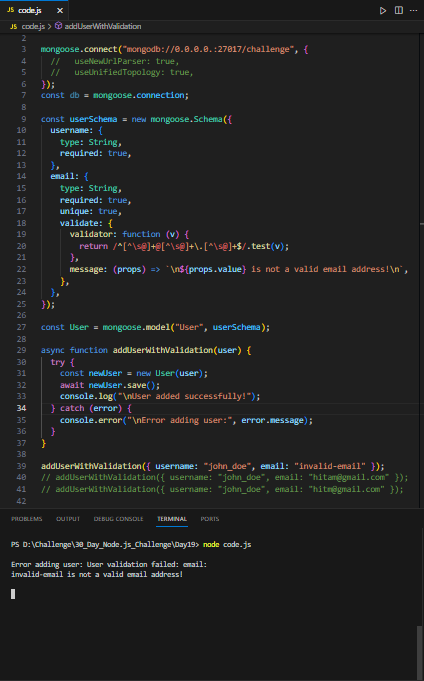 JS code.js ×
JS code.js > addUserWithValidation
2
3 mongoose.connect("mongodb://0.0.0.0.:27017/challenge", {
4 //   useNewUrlParser: true,
5 //   useUnifiedTopology: true,
6 });
7 const db = mongoose.connection;
8
9 const userSchema = new mongoose.Schema({
10 username: {
11 type: String,
12 required: true,
13 },
14 email: {
15 type: String,
16 required: true,
17 unique: true,
18 validate: {
19 validator: function (v) {
20 return /^[^\s@]+@[^\s@]+\.[^\s@]+$/.test(v);
21 },
22 message: (props) => `\n${props.value} is not a valid email address!\n`,
23 },
24 },
25 });
26
27 const User = mongoose.model("User", userSchema);
28
29 async function addUserWithValidation(user) {
30 try {
31 const newUser = new User(user);
32 await newUser.save();
33 console.log("\nUser added successfully!");
34 } catch (error) {
35 console.error("\nError adding user:", error.message);
36 }
37 }
38
39 addUserWithValidation({ username: "john_doe", email: "invalid-email" });
40 // addUserWithValidation({ username: "john_doe", email: "hitam@gmail.com" });
41 // addUserWithValidation({ username: "john_doe", email: "hitm@gmail.com" });
42
PROBLEMS OUTPUT DEBUG CONSOLE TERMINAL PORTS
PS D:\Challenge\30_Day_Node.js_Challenge\Day19> node code.js
Error adding user: User validation failed: email:
invalid-email is not a valid email address!